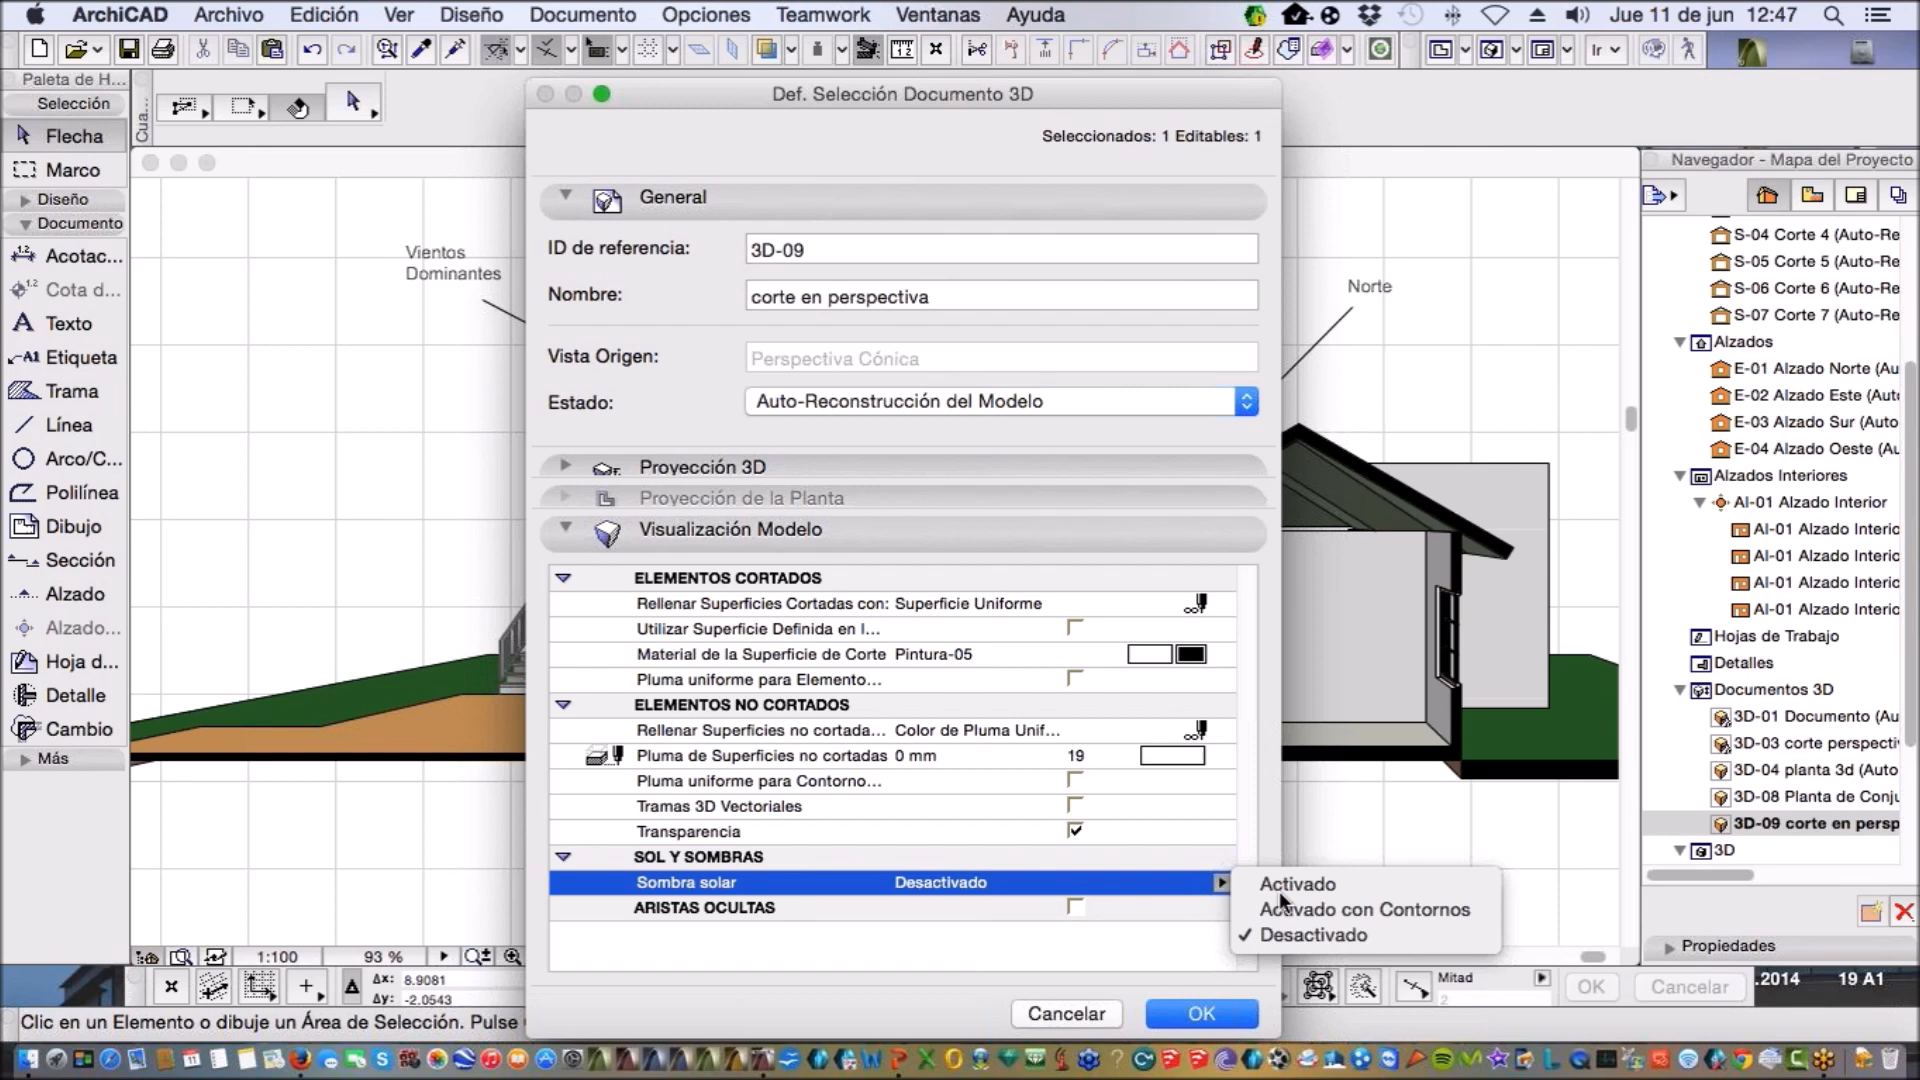 ArchiCAD Archivo Edición Ver Diseño Documento Opciones Teamwork Ventanas Ayuda Jue 11 de jun 12:47
Ir
Paleta de H...
Selección
Flecha
Marco
Diseño
Documento
Acotac...
Cota d...
Texto
Etiqueta
Trama
Línea
Arco/C...
Polilínea
Dibujo
Sección
Alzado
Alzado...
Hoja d...
Detalle
Cambio
Más
Cua...
Vientos
Dominantes
Norte
Def. Selección Documento 3D
Seleccionados: 1 Editables: 1
General
ID de referencia: 3D-09
Nombre: corte en perspectiva
Vista Origen: Perspectiva Cónica
Estado: Auto-Reconstrucción del Modelo
Proyección 3D
Proyección de la Planta
Visualización Modelo
ELEMENTOS CORTADOS
Rellenar Superficies Cortadas con: Superficie Uniforme
Utilizar Superficie Definida en l...
Material de la Superficie de Corte Pintura-05
Pluma uniforme para Elemento...
ELEMENTOS NO CORTADOS
Rellenar Superficies no cortada... Color de Pluma Unif...
Pluma de Superficies no cortadas 0 mm 19
Pluma uniforme para Contorno...
Tramas 3D Vectoriales
Transparencia
SOL Y SOMBRAS
Sombra solar Desactivado
ARISTAS OCULTAS
Activado
Activado con Contornos
Desactivado
Cancelar OK
Navegador - Mapa del Proyecto
S-04 Corte 4 (Auto-Re
S-05 Corte 5 (Auto-Re
S-06 Corte 6 (Auto-Re
S-07 Corte 7 (Auto-Re
Alzados
E-01 Alzado Norte (Au
E-02 Alzado Este (Aut
E-03 Alzado Sur (Auto
E-04 Alzado Oeste (Au
Alzados Interiores
AI-01 Alzado Interior
AI-01 Alzado Interio
AI-01 Alzado Interio
AI-01 Alzado Interio
AI-01 Alzado Interio
Hojas de Trabajo
Detalles
Documentos 3D
3D-01 Documento (Au
3D-03 corte perspecti
3D-04 planta 3d (Auto
3D-08 Planta de Conju
3D-09 corte en persp
3D
Propiedades
1:100 93 %
Δx: 8.9081
Δy: -2.0543
Mitad
2
OK Cancelar
.2014 19 A1
Clic en un Elemento o dibuje un Área de Selección. Pulse